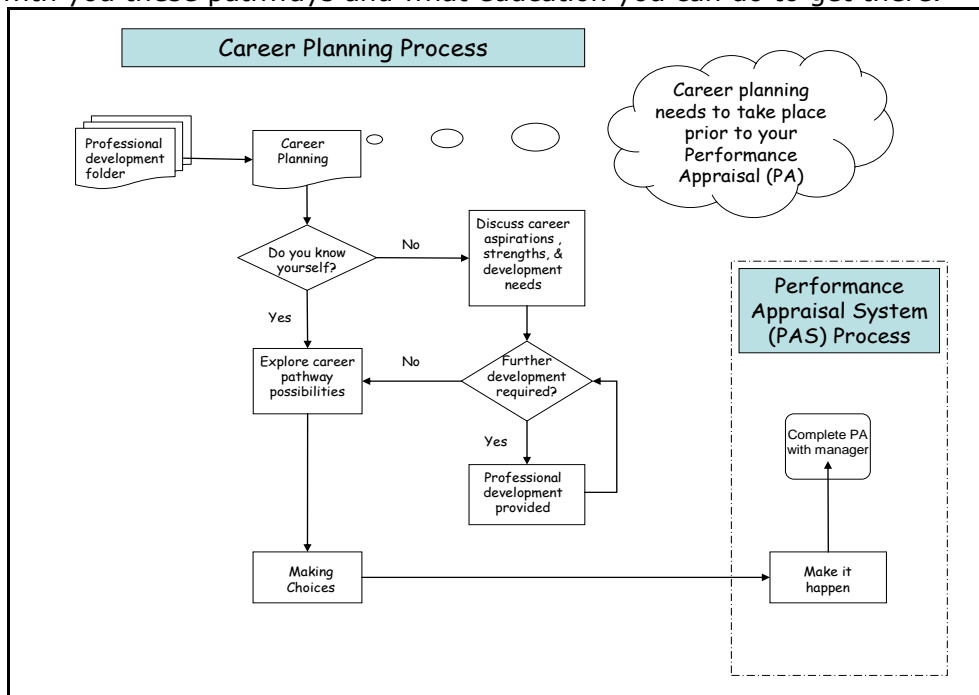 with you these pathways and what education you can do to get there.
Career Planning Process
Career planning
needs to take place
prior to your
Performance
Appraisal (PA)
Professional
development
folder
Career
Planning
Do you know
yourself?
No
Discuss career
aspirations ,
strengths, &
development
needs
Performance
Appraisal System
(PAS) Process
Yes
Explore career
pathway
possibilities
No
Further
development
required?
Yes
Professional
development
provided
Complete PA
with manager
Making
Choices
Make it
happen